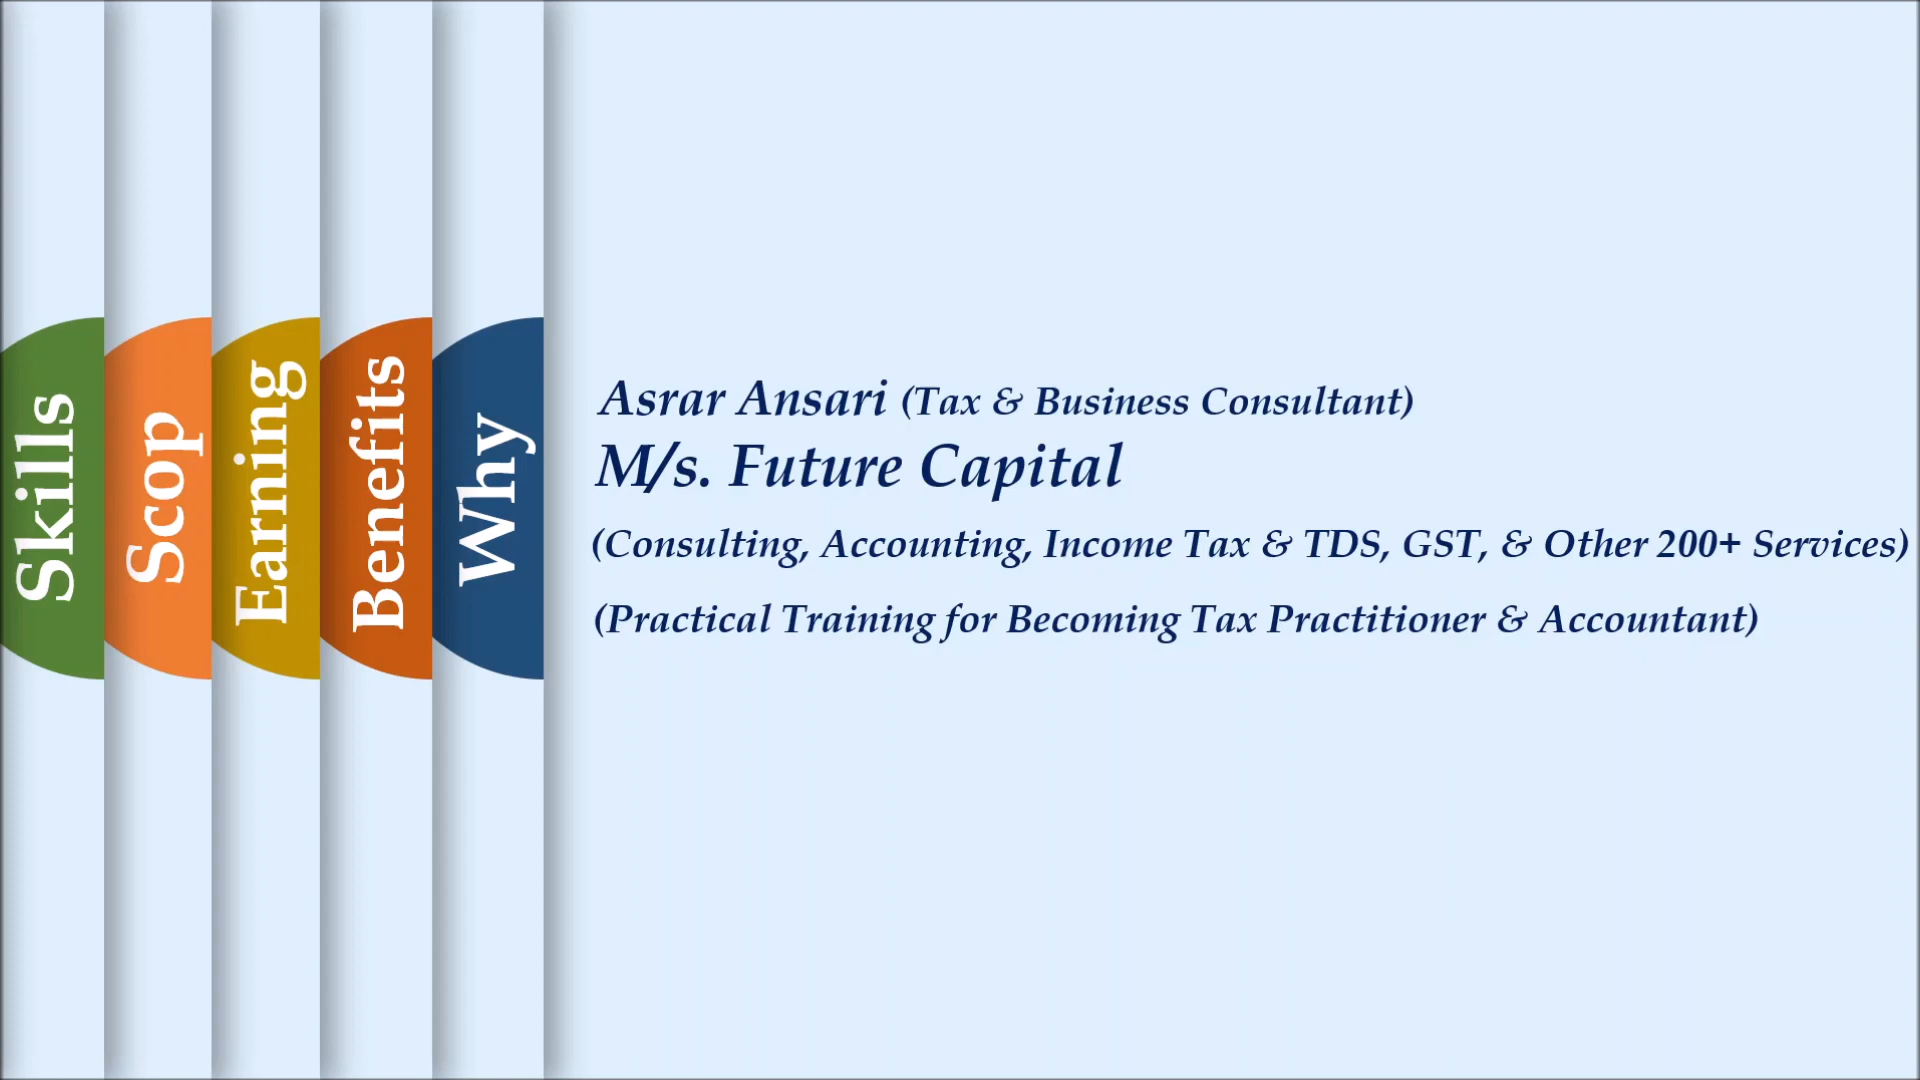 Skills
Scop
Earning
Benefits
Why
Asrar Ansari (Tax & Business Consultant)
M/s. Future Capital
(Consulting, Accounting, Income Tax & TDS, GST, & Other 200+ Services)
(Practical Training for Becoming Tax Practitioner & Accountant)